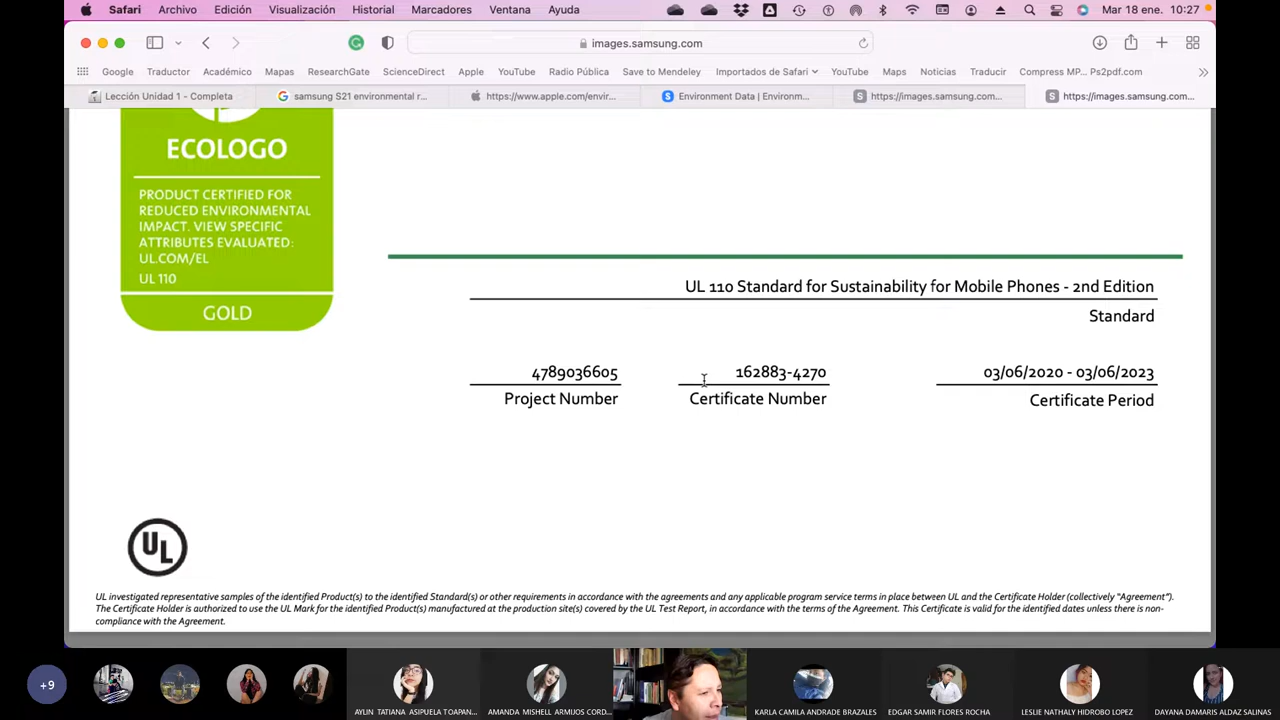 Safari Archivo Edición Visualización Historial Marcadores Ventana Ayuda Mar 18 ene. 10:27
images.samsung.com
Google Traductor Académico Mapas ResearchGate ScienceDirect Apple YouTube Radio Pública Save to Mendeley Importados de Safari YouTube Maps Noticias Traducir Compress MP... Ps2pdf.com
Lección Unidad 1 - Completa samsung S21 environmental r... https://www.apple.com/envir... Environment Data | Environm... https://images.samsung.com... https://images.samsung.com...
ECOLOGO
PRODUCT CERTIFIED FOR
REDUCED ENVIRONMENTAL
IMPACT. VIEW SPECIFIC
ATTRIBUTES EVALUATED:
UL.COM/EL
UL 110
GOLD
UL 110 Standard for Sustainability for Mobile Phones - 2nd Edition
Standard
4789036605 162883-4270 03/06/2020 - 03/06/2023
Project Number Certificate Number Certificate Period
UL
UL investigated representative samples of the identified Product(s) to the identified Standard(s) or other requirements in accordance with the agreements and any applicable program service terms in place between UL and the Certificate Holder (collectively "Agreement").
The Certificate Holder is authorized to use the UL Mark for the identified Product(s) manufactured at the production site(s) covered by the UL Test Report, in accordance with the terms of the Agreement. This Certificate is valid for the identified dates unless there is non-
compliance with the Agreement.
+9 AYLIN TATIANA ASIPUELA TOAPAN... AMANDA MISHELL ARMIJOS CORD... KARLA CAMILA ANDRADE BRAZALES EDGAR SAMIR FLORES ROCHA LESLIE NATHALY HIDROBO LOPEZ DAYANA DAMARIS ALDAZ SALINAS